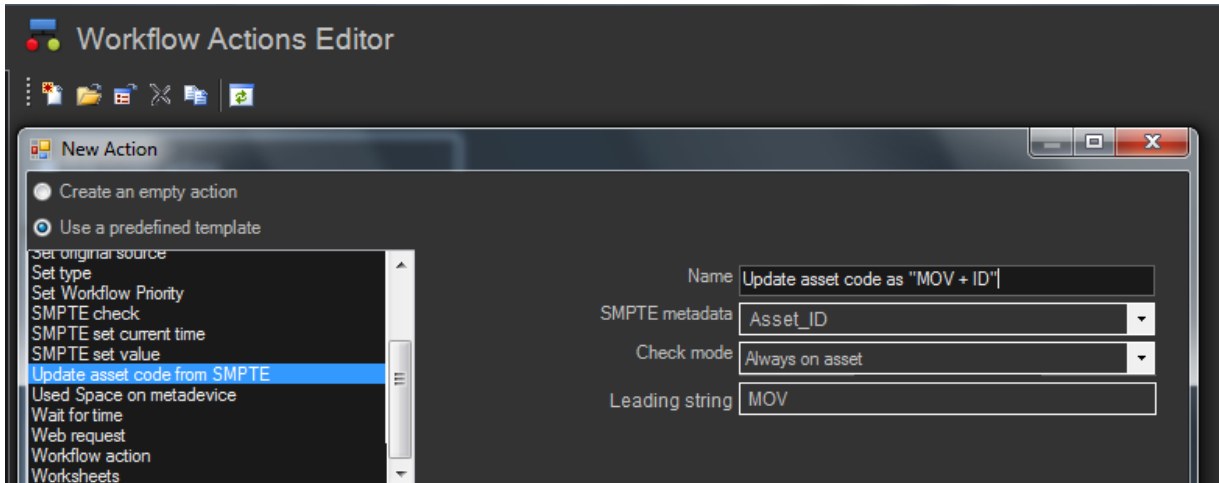 Workflow Actions Editor
New Action
Create an empty action
Use a predefined template
Set original source
Set type
Set Workflow Priority
SMPTE check
SMPTE set current time
SMPTE set value
Update asset code from SMPTE
Used Space on metadevice
Wait for time
Web request
Workflow action
Worksheets
Name Update asset code as "MOV + ID"
SMPTE metadata Asset_ID
Check mode Always on asset
Leading string MOV